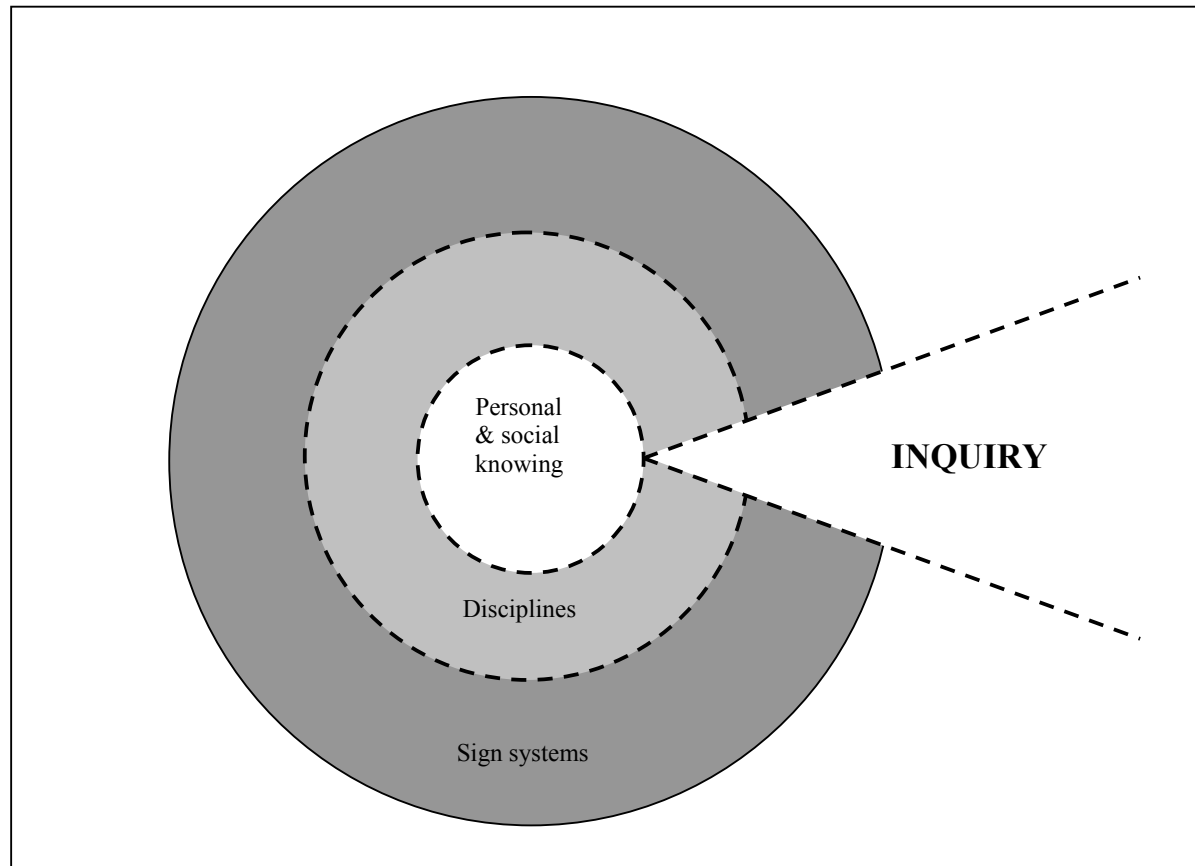 Personal
& social
knowing
INQUIRY
Disciplines
Sign systems